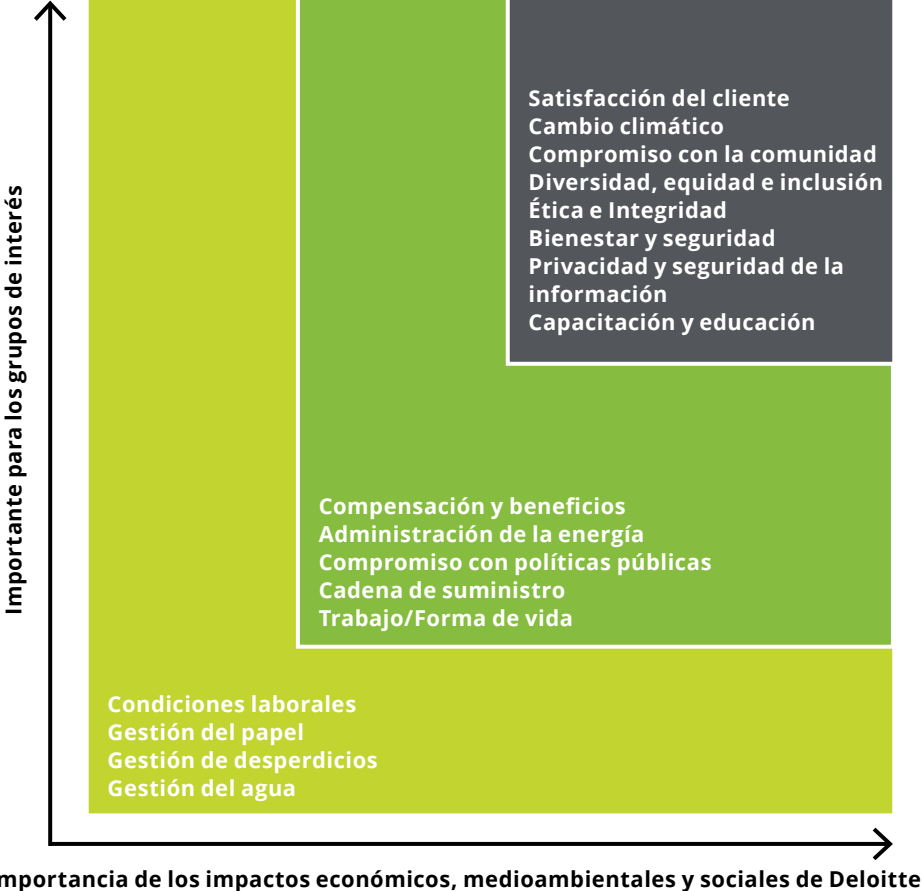 Importante para los grupos de interés
Satisfacción del cliente
Cambio climático
Compromiso con la comunidad
Diversidad, equidad e inclusión
Ética e Integridad
Bienestar y seguridad
Privacidad y seguridad de la
información
Capacitación y educación
Compensación y beneficios
Administración de la energía
Compromiso con políticas públicas
Cadena de suministro
Trabajo/Forma de vida
Condiciones laborales
Gestión del papel
Gestión de desperdicios
Gestión del agua
mportancia de los impactos económicos, medioambientales y sociales de Deloitte